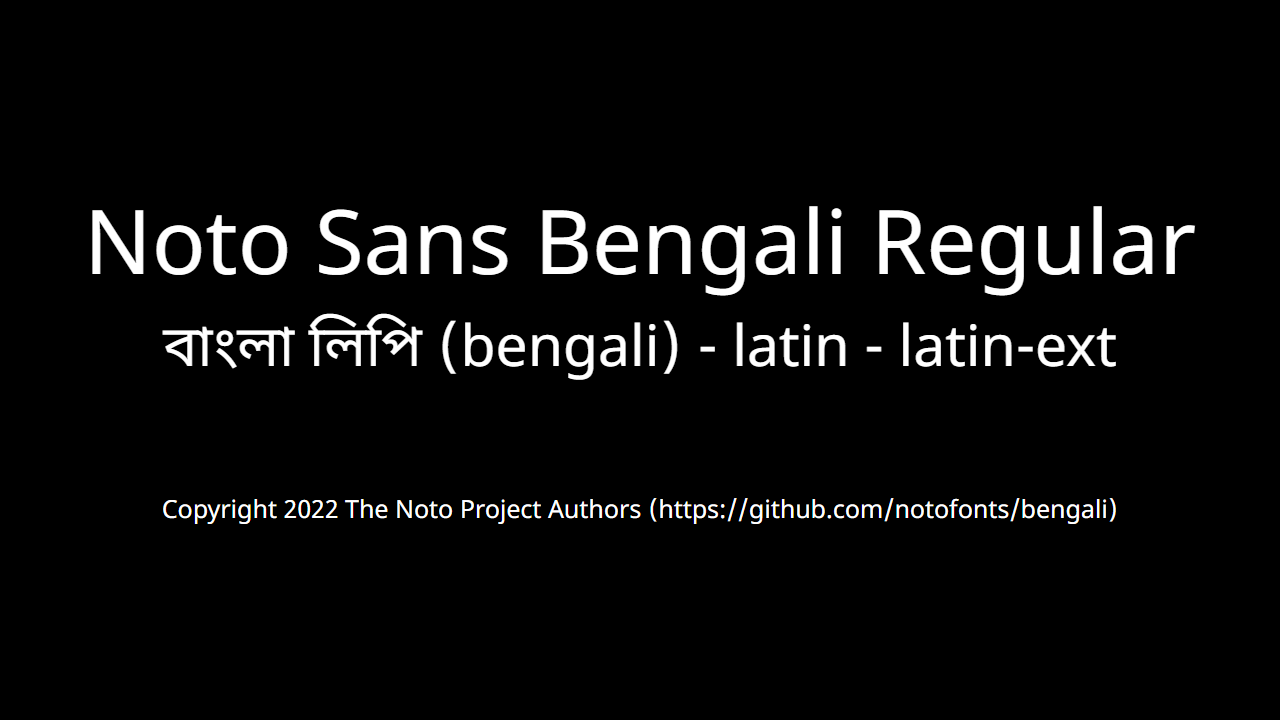 Noto Sans Bengali Regular
বাংলা লিপি (bengali) - latin - latin-ext
Copyright 2022 The Noto Project Authors (https://github.com/notofonts/bengali)